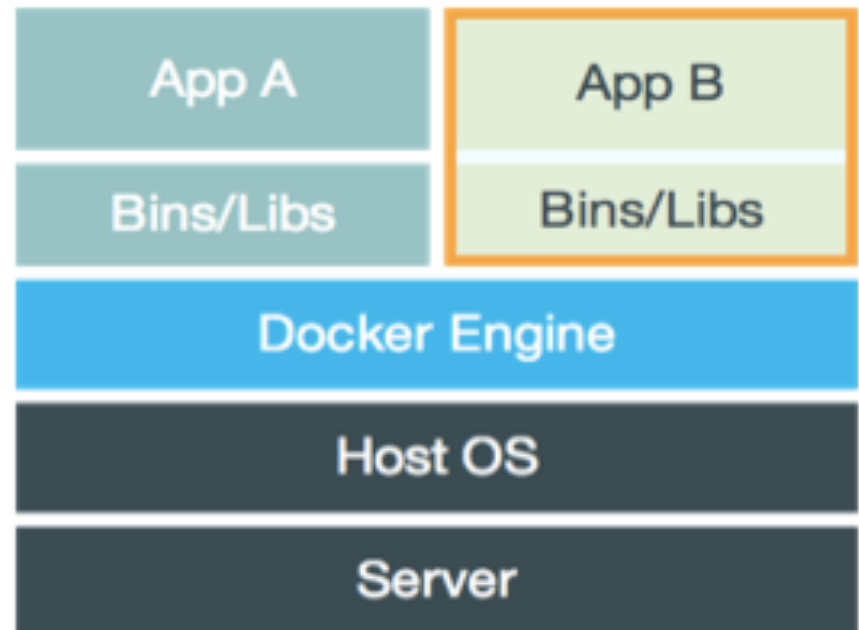 App A
App B
Bins/Libs
Bins/Libs
Docker Engine
Host OS
Server